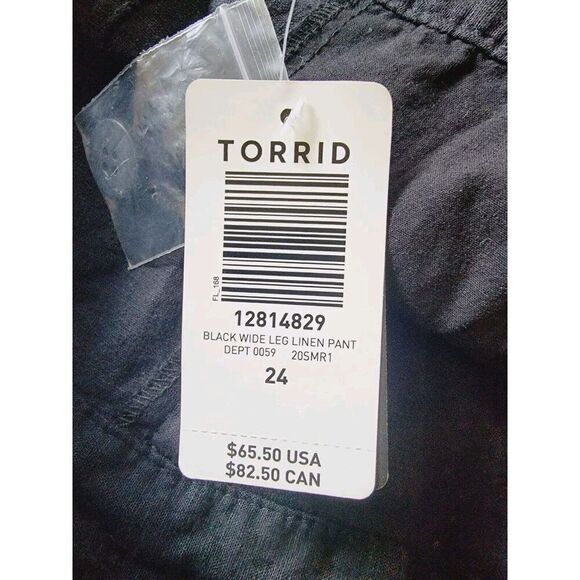 TORRID
FL_168
12814829
BLACK WIDE LEG LINEN PANT
DEPT 0059 20SMR1
24
$65.50 USA
$82.50 CAN